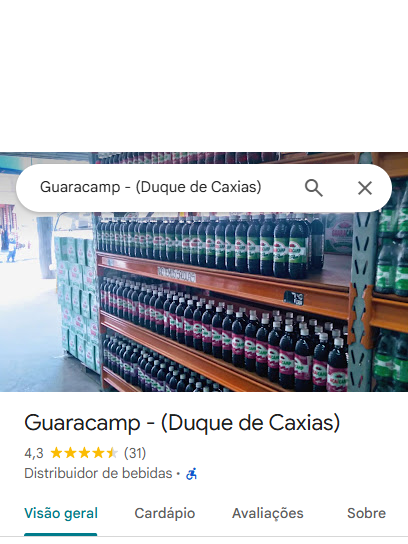 Guaracamp - (Duque de Caxias)
Guaracamp - (Duque de Caxias)
4,3 (31)
Distribuidor de bebidas ·
Visão geral Cardápio Avaliações Sobre